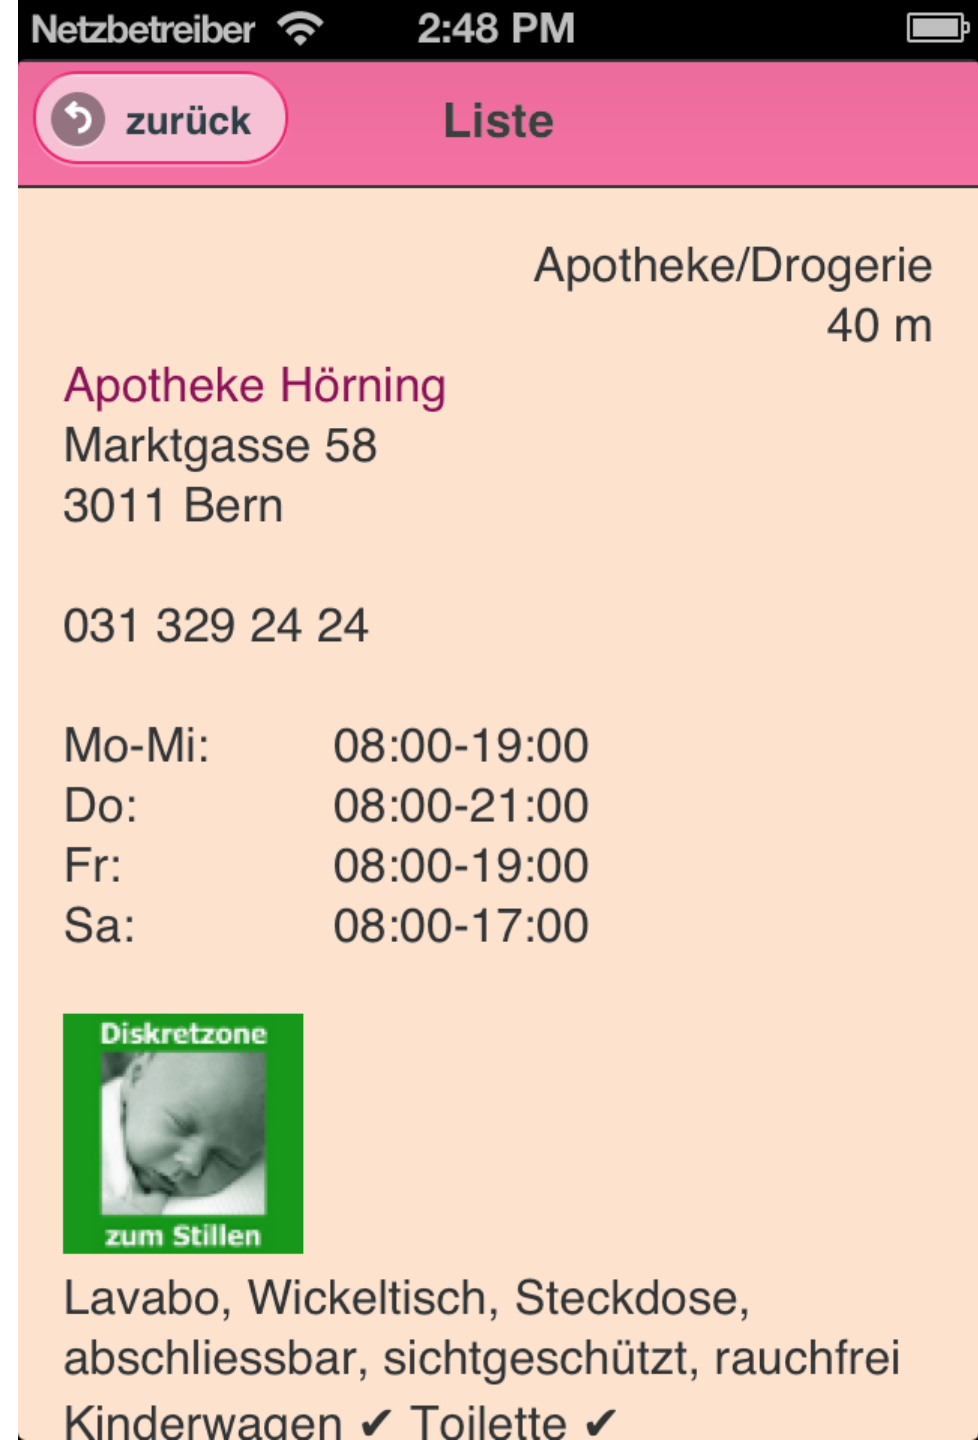 Netzbetreiber 2:48 PM
zurück Liste
Apotheke/Drogerie
40 m
Apotheke Hörning
Marktgasse 58
3011 Bern
031 329 24 24
Mo-Mi: 08:00-19:00
Do: 08:00-21:00
Fr: 08:00-19:00
Sa: 08:00-17:00
Diskretzone
zum Stillen
Lavabo, Wickeltisch, Steckdose,
abschliessbar, sichtgeschützt, rauchfrei
Kinderwagen ✔ Toilette ✔